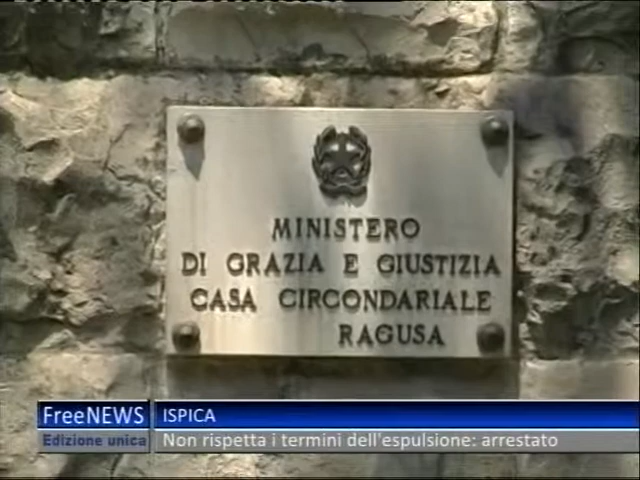 MINISTERO
DI GRAZIA E GIUSTIZIA
CASA CIRCONDARIALE
RAGUSA
FreeNEWS
ISPICA
Edizione unica
Non rispetta i termini dell'espulsione: arrestato